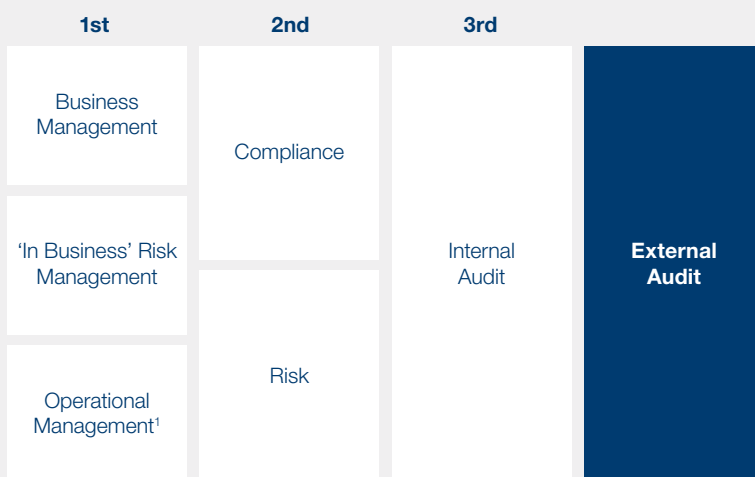 1st
2nd
3rd
Business
Management
‘In Business’ Risk
Management
Operational
Management¹
Compliance
Risk
Internal
Audit
External
Audit